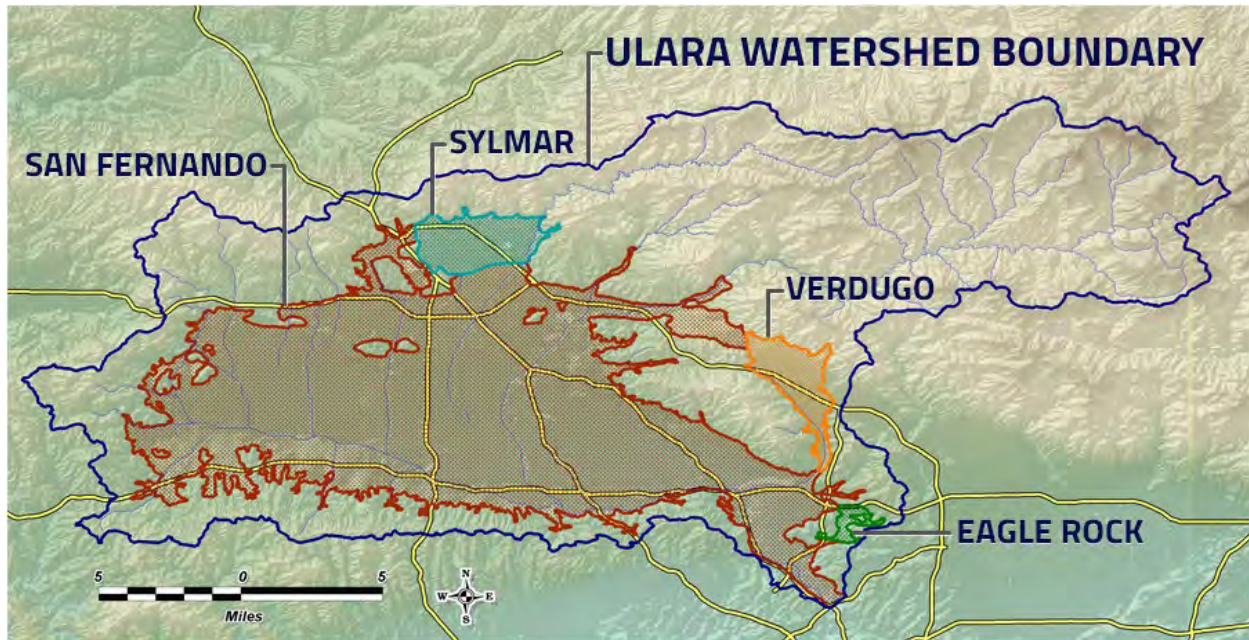 ULARA WATERSHED BOUNDARY
SYLMAR
SAN FERNANDO
VERDUGO
EAGLE ROCK
5 0 5
Miles
N
W E
S